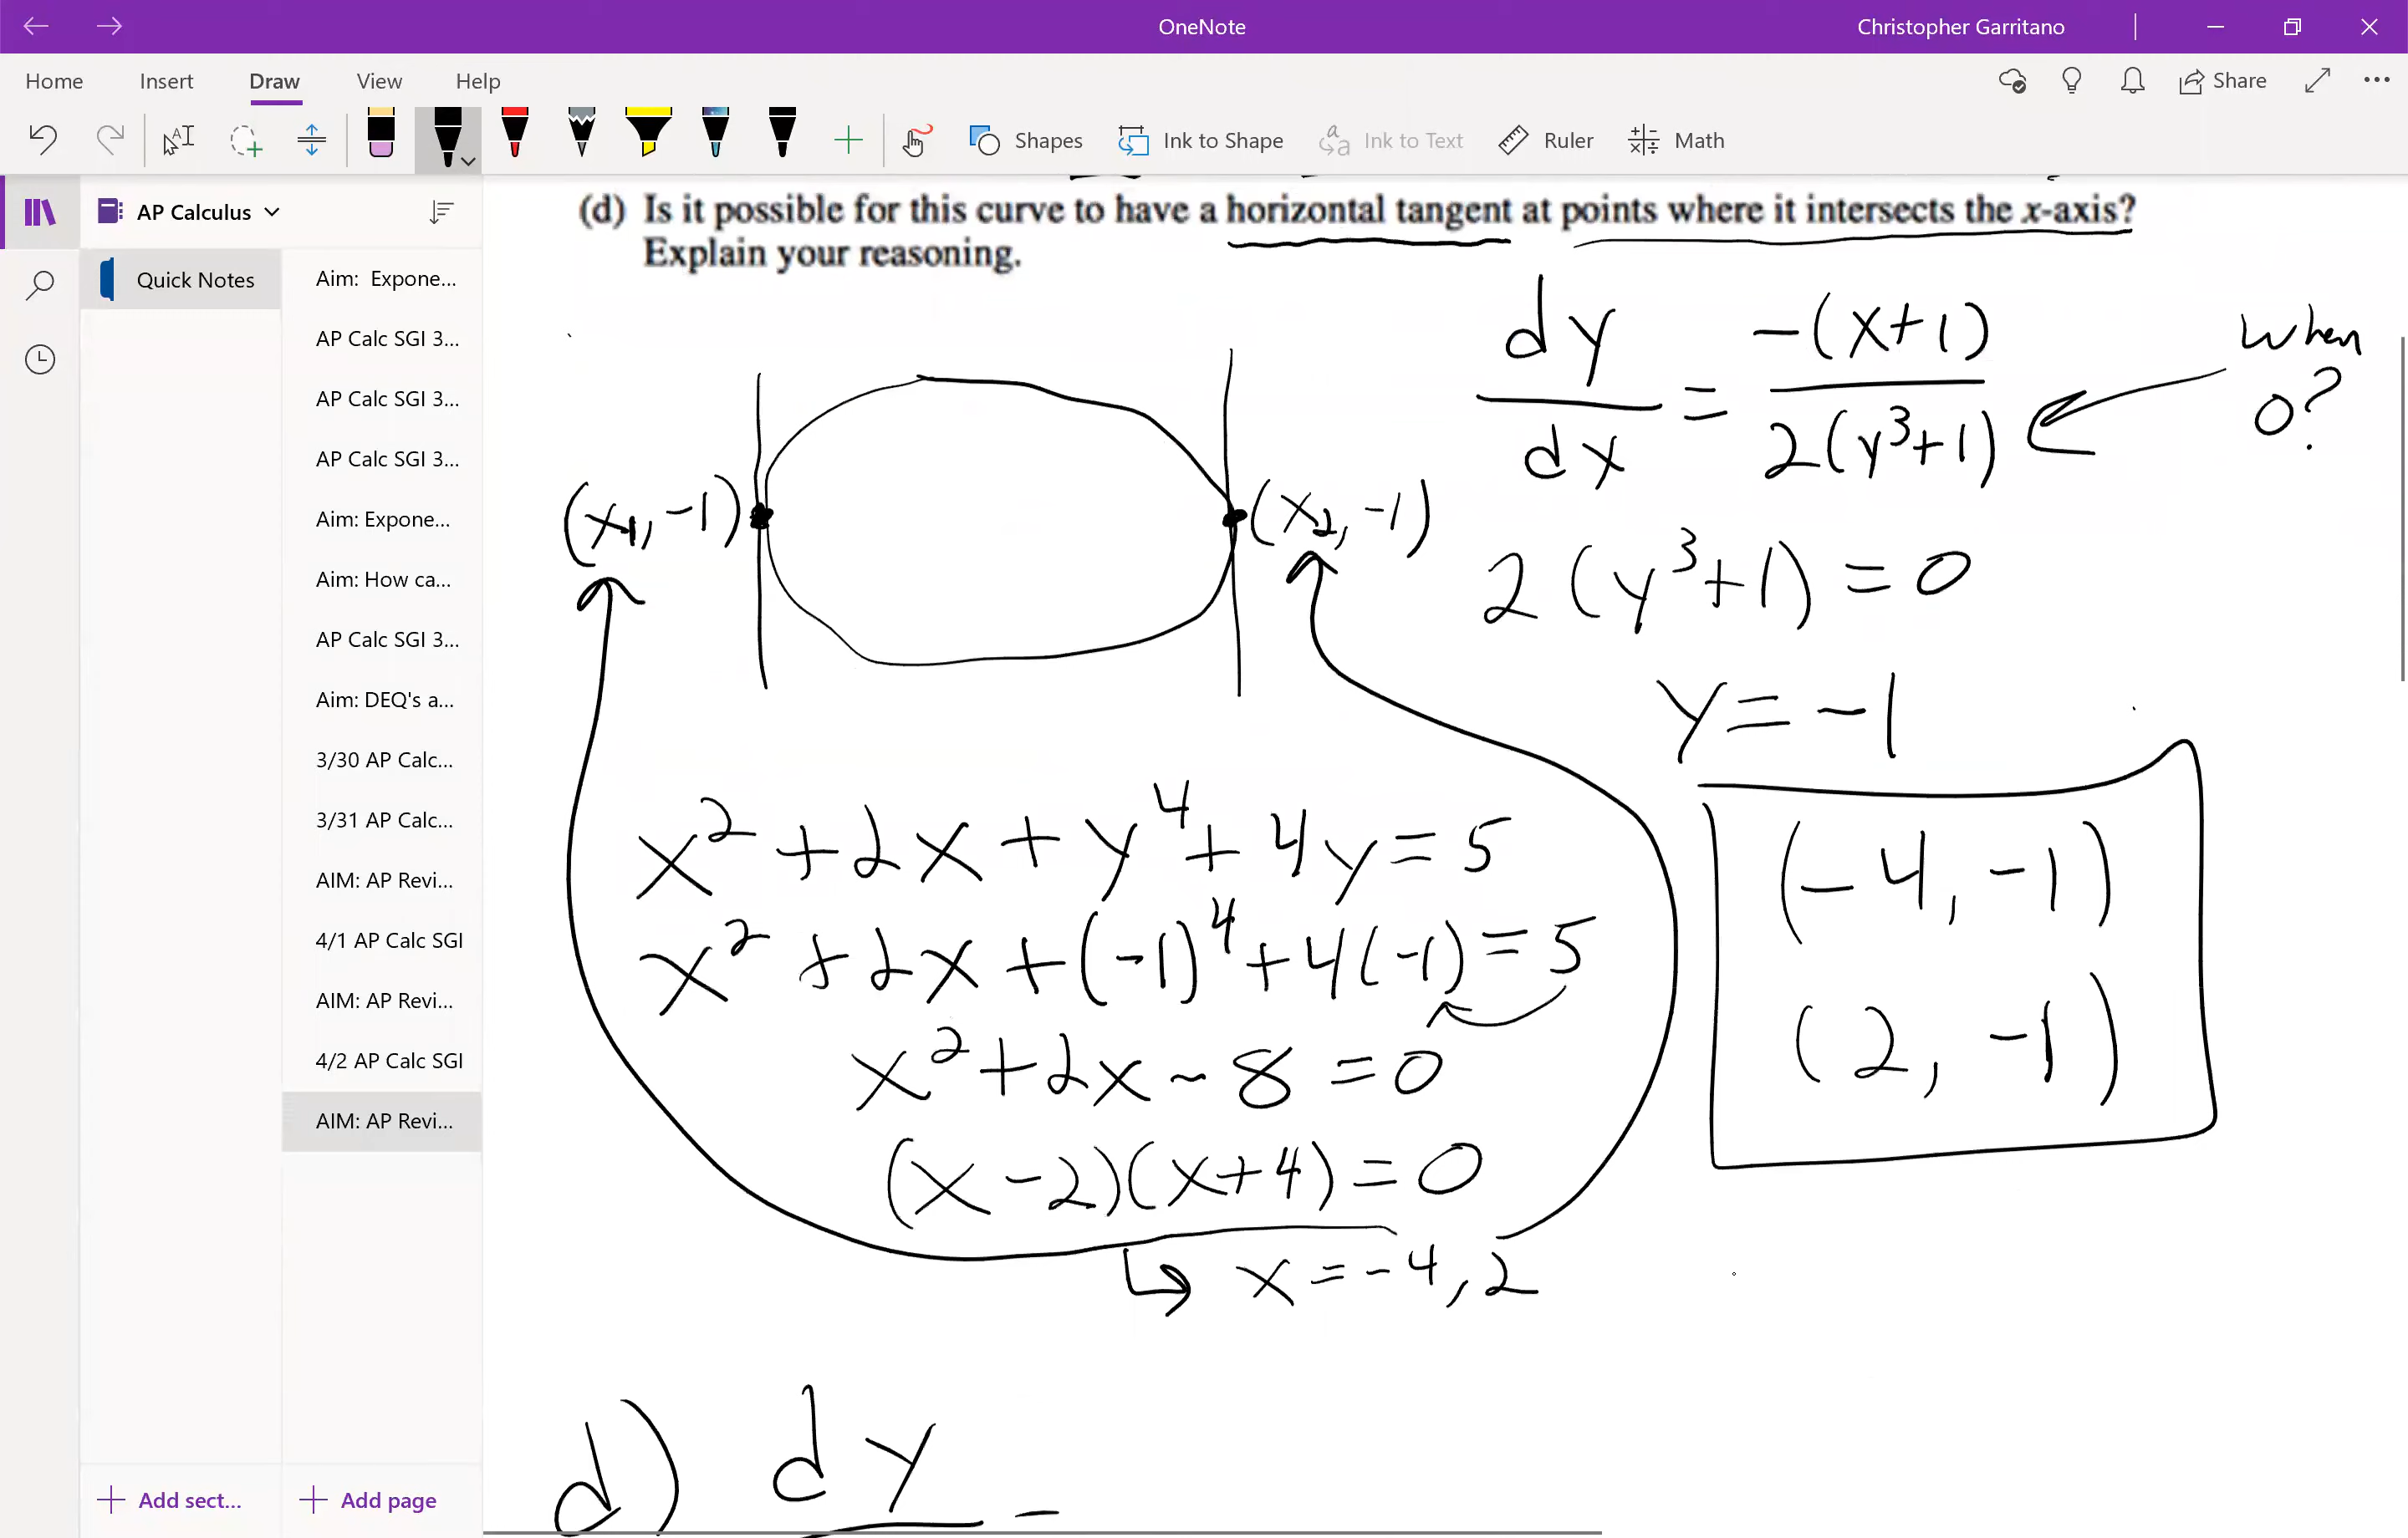 OneNote
Christopher Garritano
Home Insert Draw View Help
Share
Shapes Ink to Shape Ink to Text Ruler Math
AP Calculus
Quick Notes
Aim: Expone...
AP Calc SGI 3...
AP Calc SGI 3...
AP Calc SGI 3...
Aim: Expone...
Aim: How ca...
AP Calc SGI 3...
Aim: DEQ's a...
3/30 AP Calc...
3/31 AP Calc...
AIM: AP Revi...
4/1 AP Calc SGI
AIM: AP Revi...
4/2 AP Calc SGI
AIM: AP Revi...
+ Add sect...
+ Add page
(d) Is it possible for this curve to have a horizontal tangent at points where it intersects the x-axis?
Explain your reasoning.
dy/dx = -(x+1)/2(y³+1)
when
0?
(x₁, -1)
(x₂, -1)
2(y³+1) = 0
y = -1
x² + 2x + y⁴ + 4y = 5
x² + 2x + (-1)⁴ + 4(-1) = 5
x² + 2x - 8 = 0
(x - 2)(x + 4) = 0
x = -4, 2
(-4, -1)
(2, -1)
d) dy